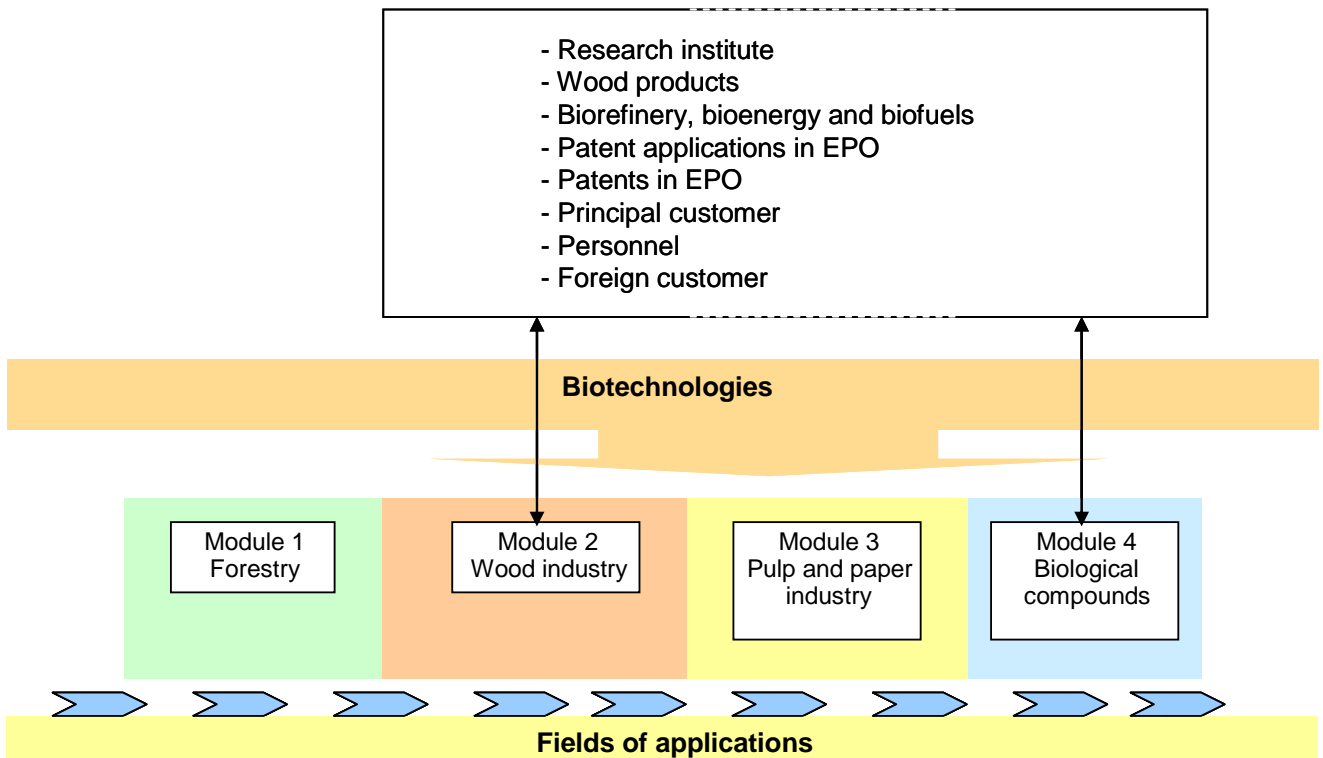 - Research institute
- Wood products
- Biorefinery, bioenergy and biofuels
- Patent applications in EPO
- Patents in EPO
- Principal customer
- Personnel
- Foreign customer
Biotechnologies
Module 1
Forestry
Module 2
Wood industry
Module 3
Pulp and paper
industry
Module 4
Biological
compounds
Fields of applications